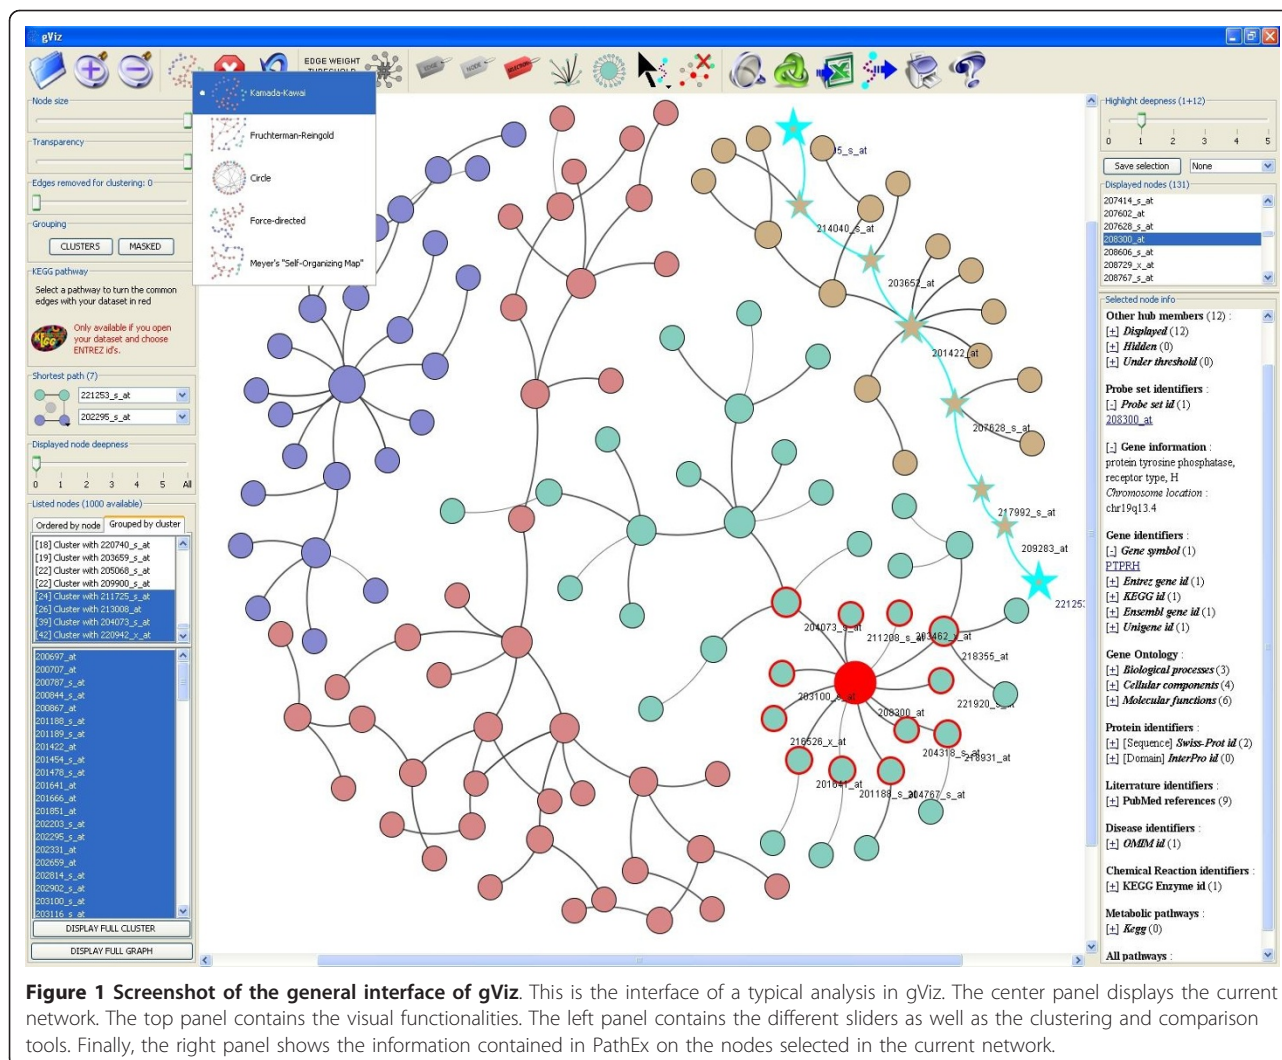 gViz
EDGE WEIGHT
THRESHOLD
EDGE
NODE
SELECTION
Node size
Transparency
Edges removed for clustering: 0
Grouping
CLUSTERS MASKED
KEGG pathway
Select a pathway to turn the common
edges with your dataset in red
KEGG
Only available if you open
your dataset and choose
ENTREZ id's.
Shortest path (7)
221253_s_at
202295_s_at
Displayed node deepness
0 1 2 3 4 5 All
Listed nodes (1000 available)
Ordered by node Grouped by cluster
[18] Cluster with 220740_s_at
[19] Cluster with 203659_s_at
[22] Cluster with 205068_s_at
[22] Cluster with 209900_s_at
[24] Cluster with 211725_s_at
[26] Cluster with 213008_at
[39] Cluster with 204073_s_at
[42] Cluster with 220942_x_at
200697_at
200707_at
200787_s_at
200844_s_at
200867_at
201188_s_at
201189_s_at
201422_at
201454_s_at
201478_s_at
201641_at
201666_at
201851_at
202203_s_at
202295_s_at
202331_at
202659_at
202814_s_at
202902_s_at
203100_s_at
203116_s_at
DISPLAY FULL CLUSTER
DISPLAY FULL GRAPH
Kamada-Kawai
Fruchterman-Reingold
Circle
Force-directed
Meyer's "Self-Organizing Map"
95_s_at
214040_s_at
203652_at
201422_at
207628_s_at
217992_s_at
209283_at
221253
204073_s_at
211208_s_at
203462_x_at
218355_at
203100_s_at
208300_at
221920_s_at
216526_x_at
204318_s_at
218931_at
201641_at
201188_s_at
204767_s_at
Highlight deepness (1+12)
0 1 2 3 4 5
Save selection None
Displayed nodes (131)
207414_s_at
207602_at
207628_s_at
208300_at
208606_s_at
208729_x_at
208767_s_at
Selected node info
Other hub members (12) :
[+] Displayed (12)
[+] Hidden (0)
[+] Under threshold (0)
Probe set identifiers :
[-] Probe set id (1)
208300_at
[-] Gene information :
protein tyrosine phosphatase,
receptor type, H
Chromosome location :
chr19q13.4
Gene identifiers :
[-] Gene symbol (1)
PTPRH
[+] Entrez gene id (1)
[+] KEGG id (1)
[+] Ensembl gene id (1)
[+] Unigene id (1)
Gene Ontology :
[+] Biological processes (3)
[+] Cellular components (4)
[+] Molecular functions (6)
Protein identifiers :
[+] [Sequence] Swiss-Prot id (2)
[+] [Domain] InterPro id (0)
Literrature identifiers :
[+] PubMed references (9)
Disease identifiers :
[+] OMIM id (1)
Chemical Reaction identifiers :
[+] KEGG Enzyme id (1)
Metabolic pathways :
[+] Kegg (0)
All pathways :
Figure 1 Screenshot of the general interface of gViz. This is the interface of a typical analysis in gViz. The center panel displays the current
network. The top panel contains the visual functionalities. The left panel contains the different sliders as well as the clustering and comparison
tools. Finally, the right panel shows the information contained in PathEx on the nodes selected in the current network.